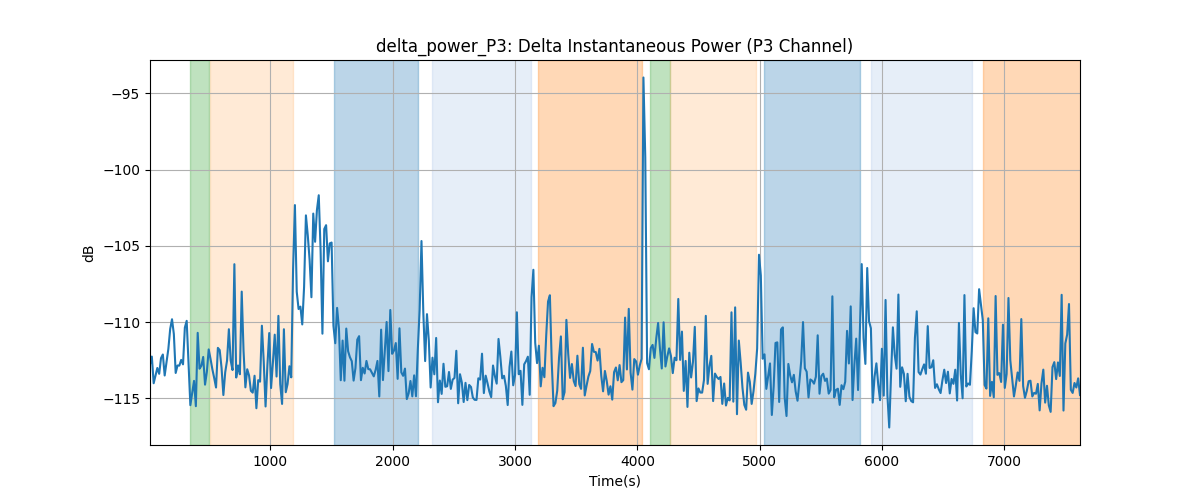 delta_power_P3: Delta Instantaneous Power (P3 Channel)
dB
−95
−100
−105
−110
−115
1000 2000 3000 4000 5000 6000 7000
Time(s)